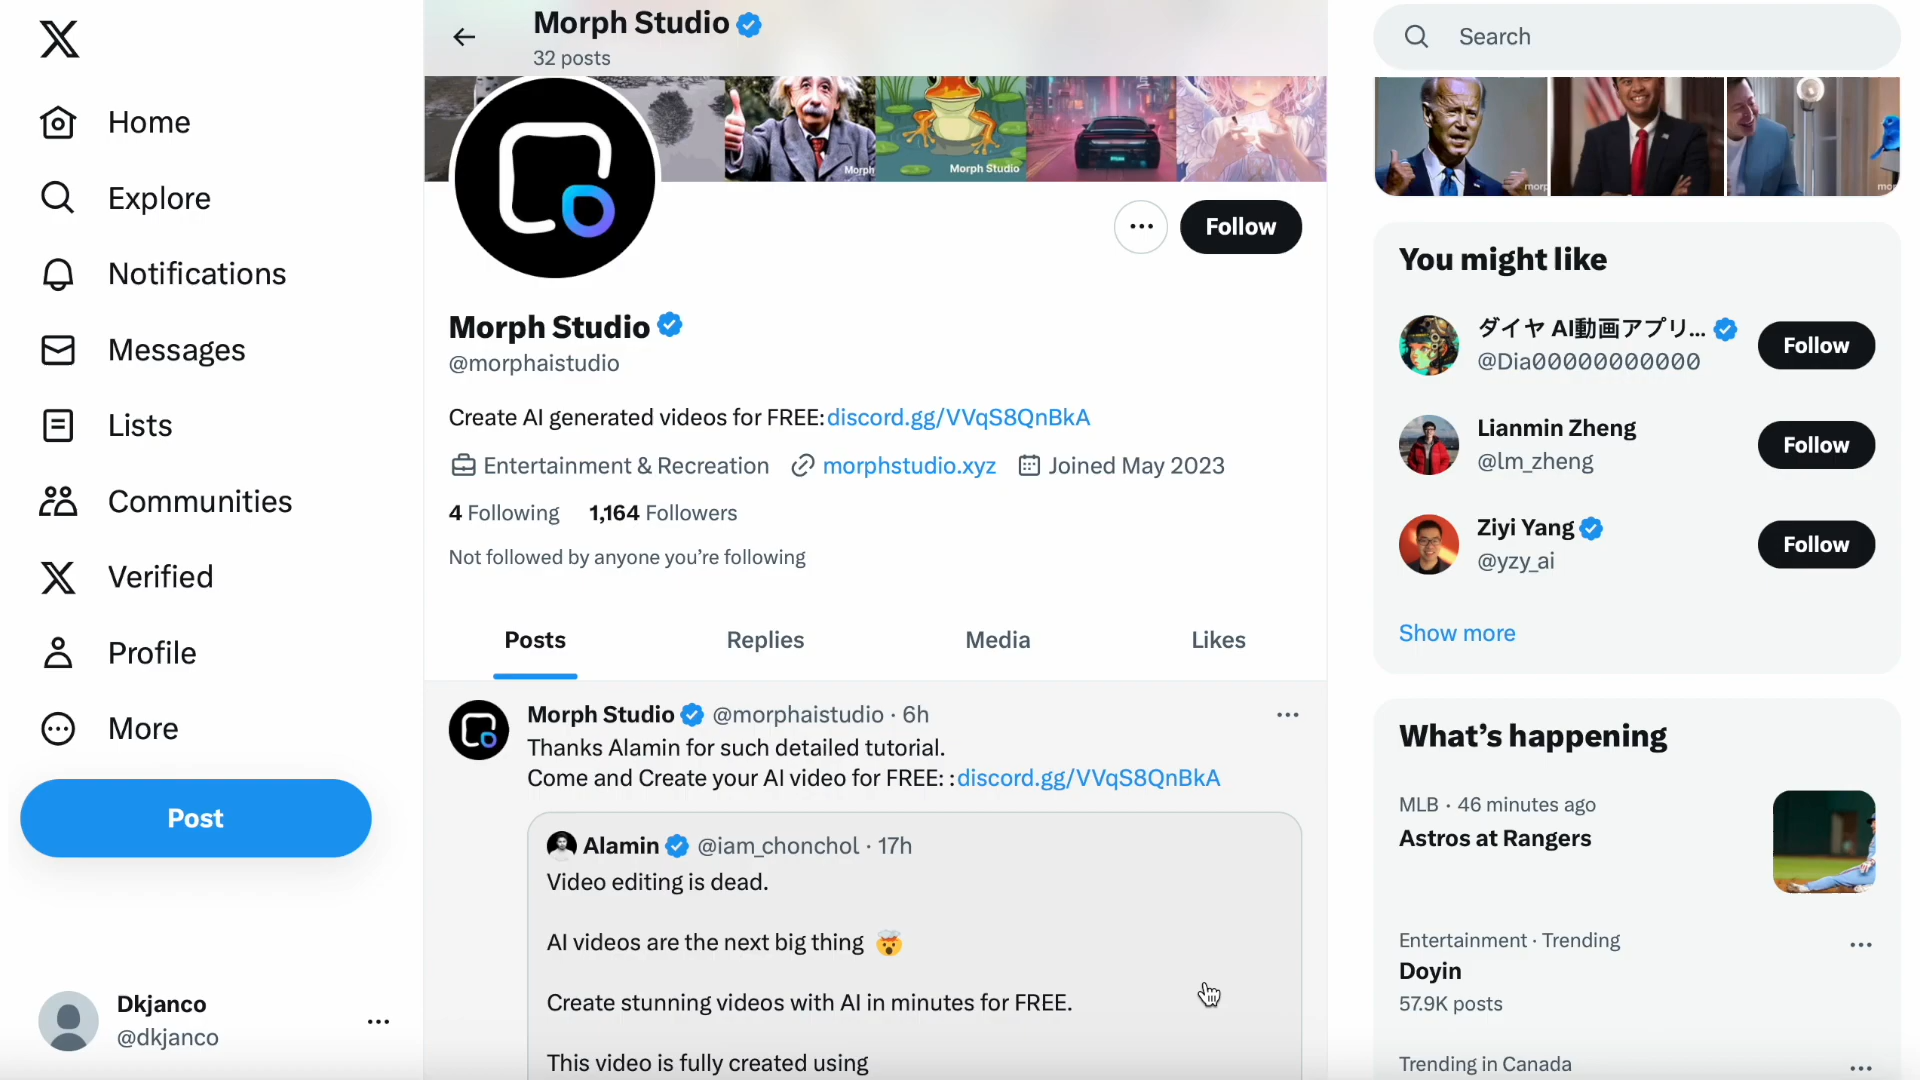 Home
Explore
Notifications
Messages
Lists
Communities
Verified
Profile
More
Post
Dkjanco
@dkjanco
Morph Studio
32 posts
Morph
Morph Studio
Follow
Morph Studio
@morphaistudio
Create AI generated videos for FREE: discord.gg/VVqS8QnBkA
Entertainment & Recreation morphstudio.xyz Joined May 2023
4 Following 1,164 Followers
Not followed by anyone you’re following
Posts Replies Media Likes
Morph Studio @morphaistudio · 6h
Thanks Alamin for such detailed tutorial.
Come and Create your AI video for FREE: : discord.gg/VVqS8QnBkA
Alamin @iam_chonchol · 17h
Video editing is dead.
AI videos are the next big thing 🤯
Create stunning videos with AI in minutes for FREE.
This video is fully created using
Search
morp
mor
You might like
ダイヤ AI動画アプリ...
@Dia00000000000
Follow
Lianmin Zheng
@lm_zheng
Follow
Ziyi Yang
@yzy_ai
Follow
Show more
What’s happening
MLB · 46 minutes ago
Astros at Rangers
Entertainment · Trending
Doyin
57.9K posts
Trending in Canada